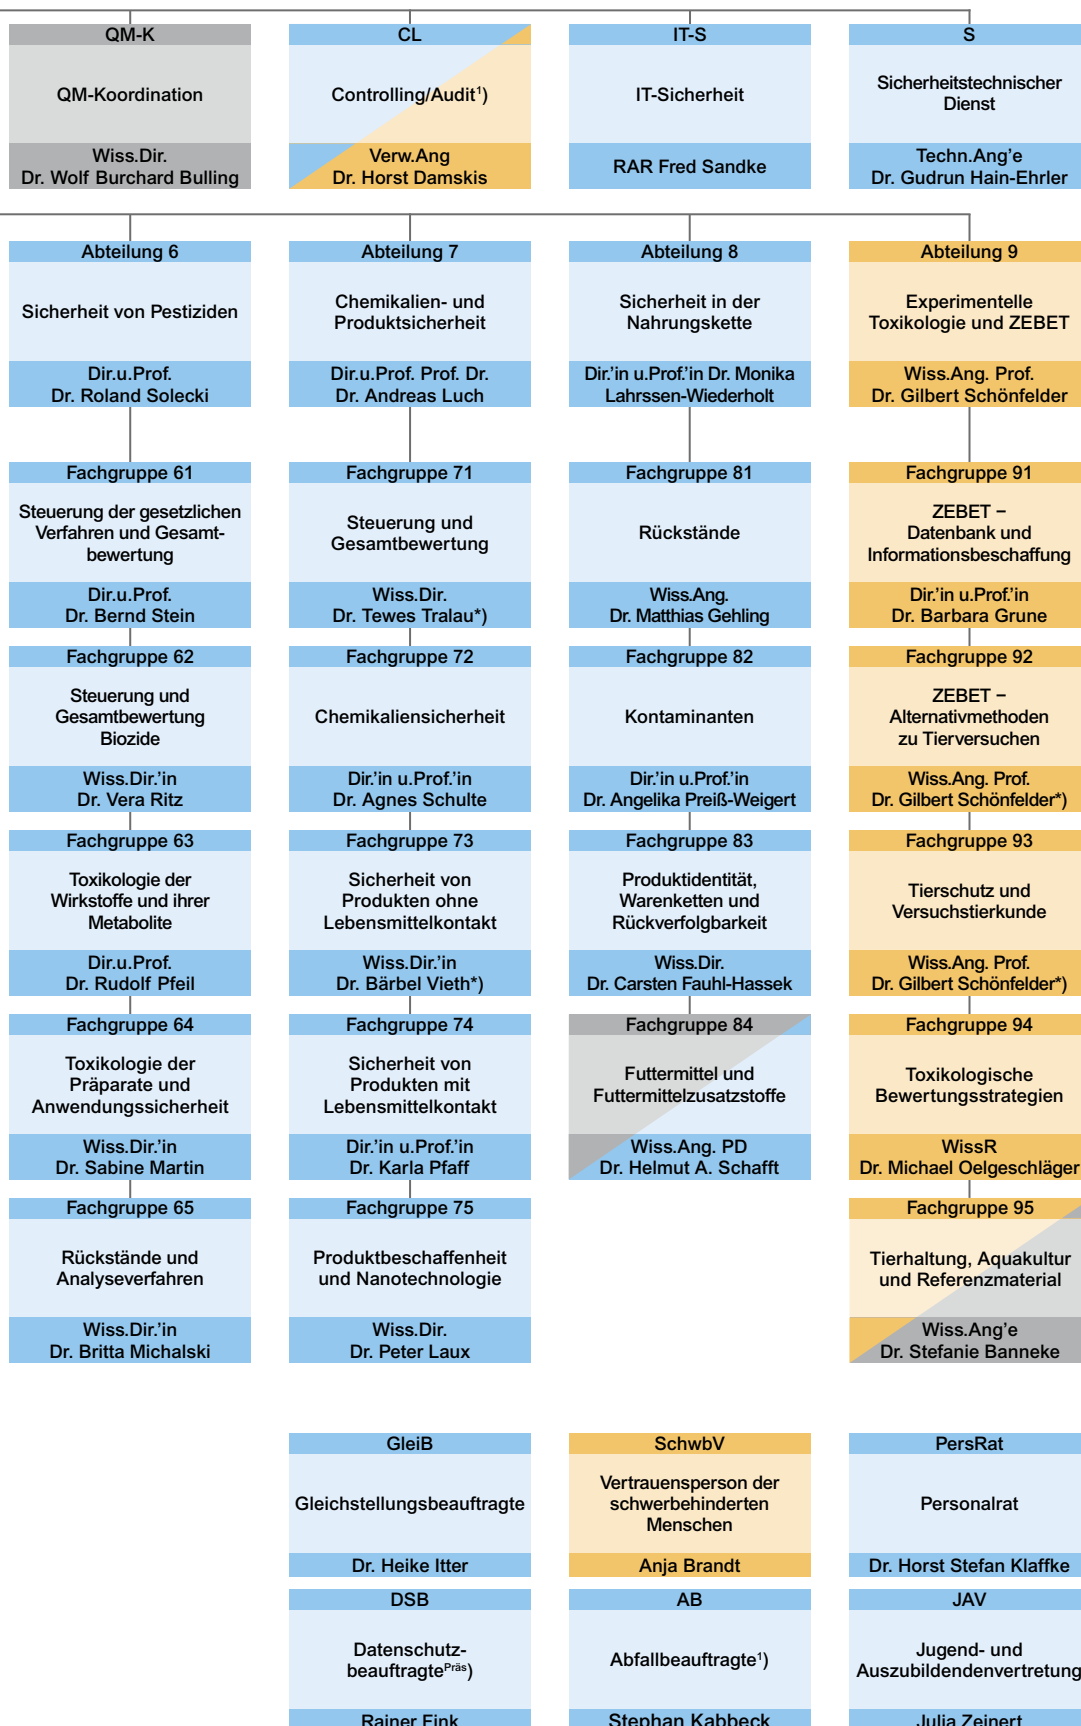 QM-K
QM-Koordination
Wiss.Dir.
Dr. Wolf Burchard Bulling
CL
Controlling/Audit¹)
Verw.Ang
Dr. Horst Damskis
IT-S
IT-Sicherheit
RAR Fred Sandke
S
Sicherheitstechnischer
Dienst
Techn.Ang'e
Dr. Gudrun Hain-Ehrler
Abteilung 6
Sicherheit von Pestiziden
Dir.u.Prof.
Dr. Roland Solecki
Abteilung 7
Chemikalien- und
Produktsicherheit
Dir.u.Prof. Prof. Dr.
Dr. Andreas Luch
Abteilung 8
Sicherheit in der
Nahrungskette
Dir.'in u.Prof.'in Dr. Monika
Lahrssen-Wiederholt
Abteilung 9
Experimentelle
Toxikologie und ZEBET
Wiss.Ang. Prof.
Dr. Gilbert Schönfelder
Fachgruppe 61
Steuerung der gesetzlichen
Verfahren und Gesamt-
bewertung
Dir.u.Prof.
Dr. Bernd Stein
Fachgruppe 71
Steuerung und
Gesamtbewertung
Wiss.Dir.
Dr. Tewes Tralau*)
Fachgruppe 81
Rückstände
Wiss.Ang.
Dr. Matthias Gehling
Fachgruppe 91
ZEBET –
Datenbank und
Informationsbeschaffung
Dir.'in u.Prof.'in
Dr. Barbara Grune
Fachgruppe 62
Steuerung und
Gesamtbewertung
Biozide
Wiss.Dir.'in
Dr. Vera Ritz
Fachgruppe 72
Chemikaliensicherheit
Dir.'in u.Prof.'in
Dr. Agnes Schulte
Fachgruppe 82
Kontaminanten
Dir.'in u.Prof.'in
Dr. Angelika Preiß-Weigert
Fachgruppe 92
ZEBET –
Alternativmethoden
zu Tierversuchen
Wiss.Ang. Prof.
Dr. Gilbert Schönfelder*)
Fachgruppe 63
Toxikologie der
Wirkstoffe und ihrer
Metabolite
Dir.u.Prof.
Dr. Rudolf Pfeil
Fachgruppe 73
Sicherheit von
Produkten ohne
Lebensmittelkontakt
Wiss.Dir.'in
Dr. Bärbel Vieth*)
Fachgruppe 83
Produktidentität,
Warenketten und
Rückverfolgbarkeit
Wiss.Dir.
Dr. Carsten Fauhl-Hassek
Fachgruppe 93
Tierschutz und
Versuchstierkunde
Wiss.Ang. Prof.
Dr. Gilbert Schönfelder*)
Fachgruppe 64
Toxikologie der
Präparate und
Anwendungssicherheit
Wiss.Dir.'in
Dr. Sabine Martin
Fachgruppe 74
Sicherheit von
Produkten mit
Lebensmittelkontakt
Dir.'in u.Prof.'in
Dr. Karla Pfaff
Fachgruppe 84
Futtermittel und
Futtermittelzusatzstoffe
Wiss.Ang. PD
Dr. Helmut A. Schafft
Fachgruppe 94
Toxikologische
Bewertungsstrategien
WissR
Dr. Michael Oelgeschläger
Fachgruppe 65
Rückstände und
Analyseverfahren
Wiss.Dir.'in
Dr. Britta Michalski
Fachgruppe 75
Produktbeschaffenheit
und Nanotechnologie
Wiss.Dir.
Dr. Peter Laux
Fachgruppe 95
Tierhaltung, Aquakultur
und Referenzmaterial
Wiss.Ang'e
Dr. Stefanie Banneke
GleiB
Gleichstellungsbeauftragte
Dr. Heike Itter
SchwbV
Vertrauensperson der
schwerbehinderten
Menschen
Anja Brandt
PersRat
Personalrat
Dr. Horst Stefan Klaffke
DSB
Datenschutz-
beauftragtePräs)
Rainer Fink
AB
Abfallbeauftragte¹)
Stephan Kabbeck
JAV
Jugend- und
Auszubildendenvertretung
Julia Zeinert